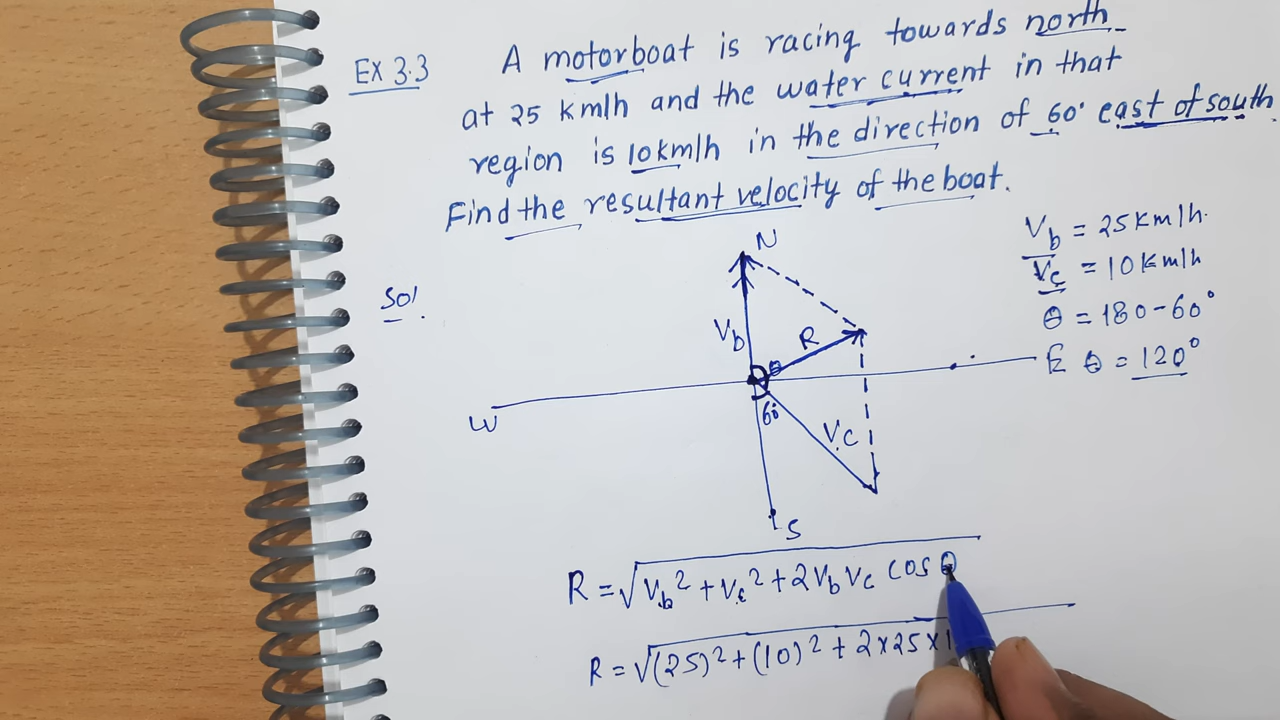 EX 3.3
A motorboat is racing towards north
at 25 km/h and the water current in that
region is 10km/h in the direction of 60° east of south.
Find the resultant velocity of the boat.
Sol.
N
Vb
R
θ
W
E
60°
Vc
S
Vb = 25 km/h.
Vc = 10 km/h
θ = 180-60°
θ = 120°
R = √Vb² + Vc² + 2VbVc cos θ
R = √(25)² + (10)² + 2×25×1